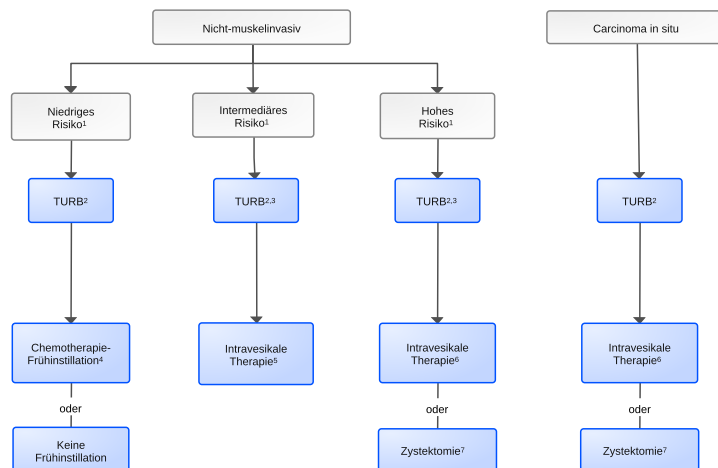 Nicht-muskelinvasiv
Carcinoma in situ
Niedriges
Risiko¹
Intermediäres
Risiko¹
Hohes
Risiko¹
TURB²
TURB²,³
TURB²,³
TURB²
Chemotherapie-
Frühinstillation⁴
Intravesikale
Therapie⁵
Intravesikale
Therapie⁶
Intravesikale
Therapie⁶
oder
oder
oder
Keine
Frühinstillation
Zystektomie⁷
Zystektomie⁷